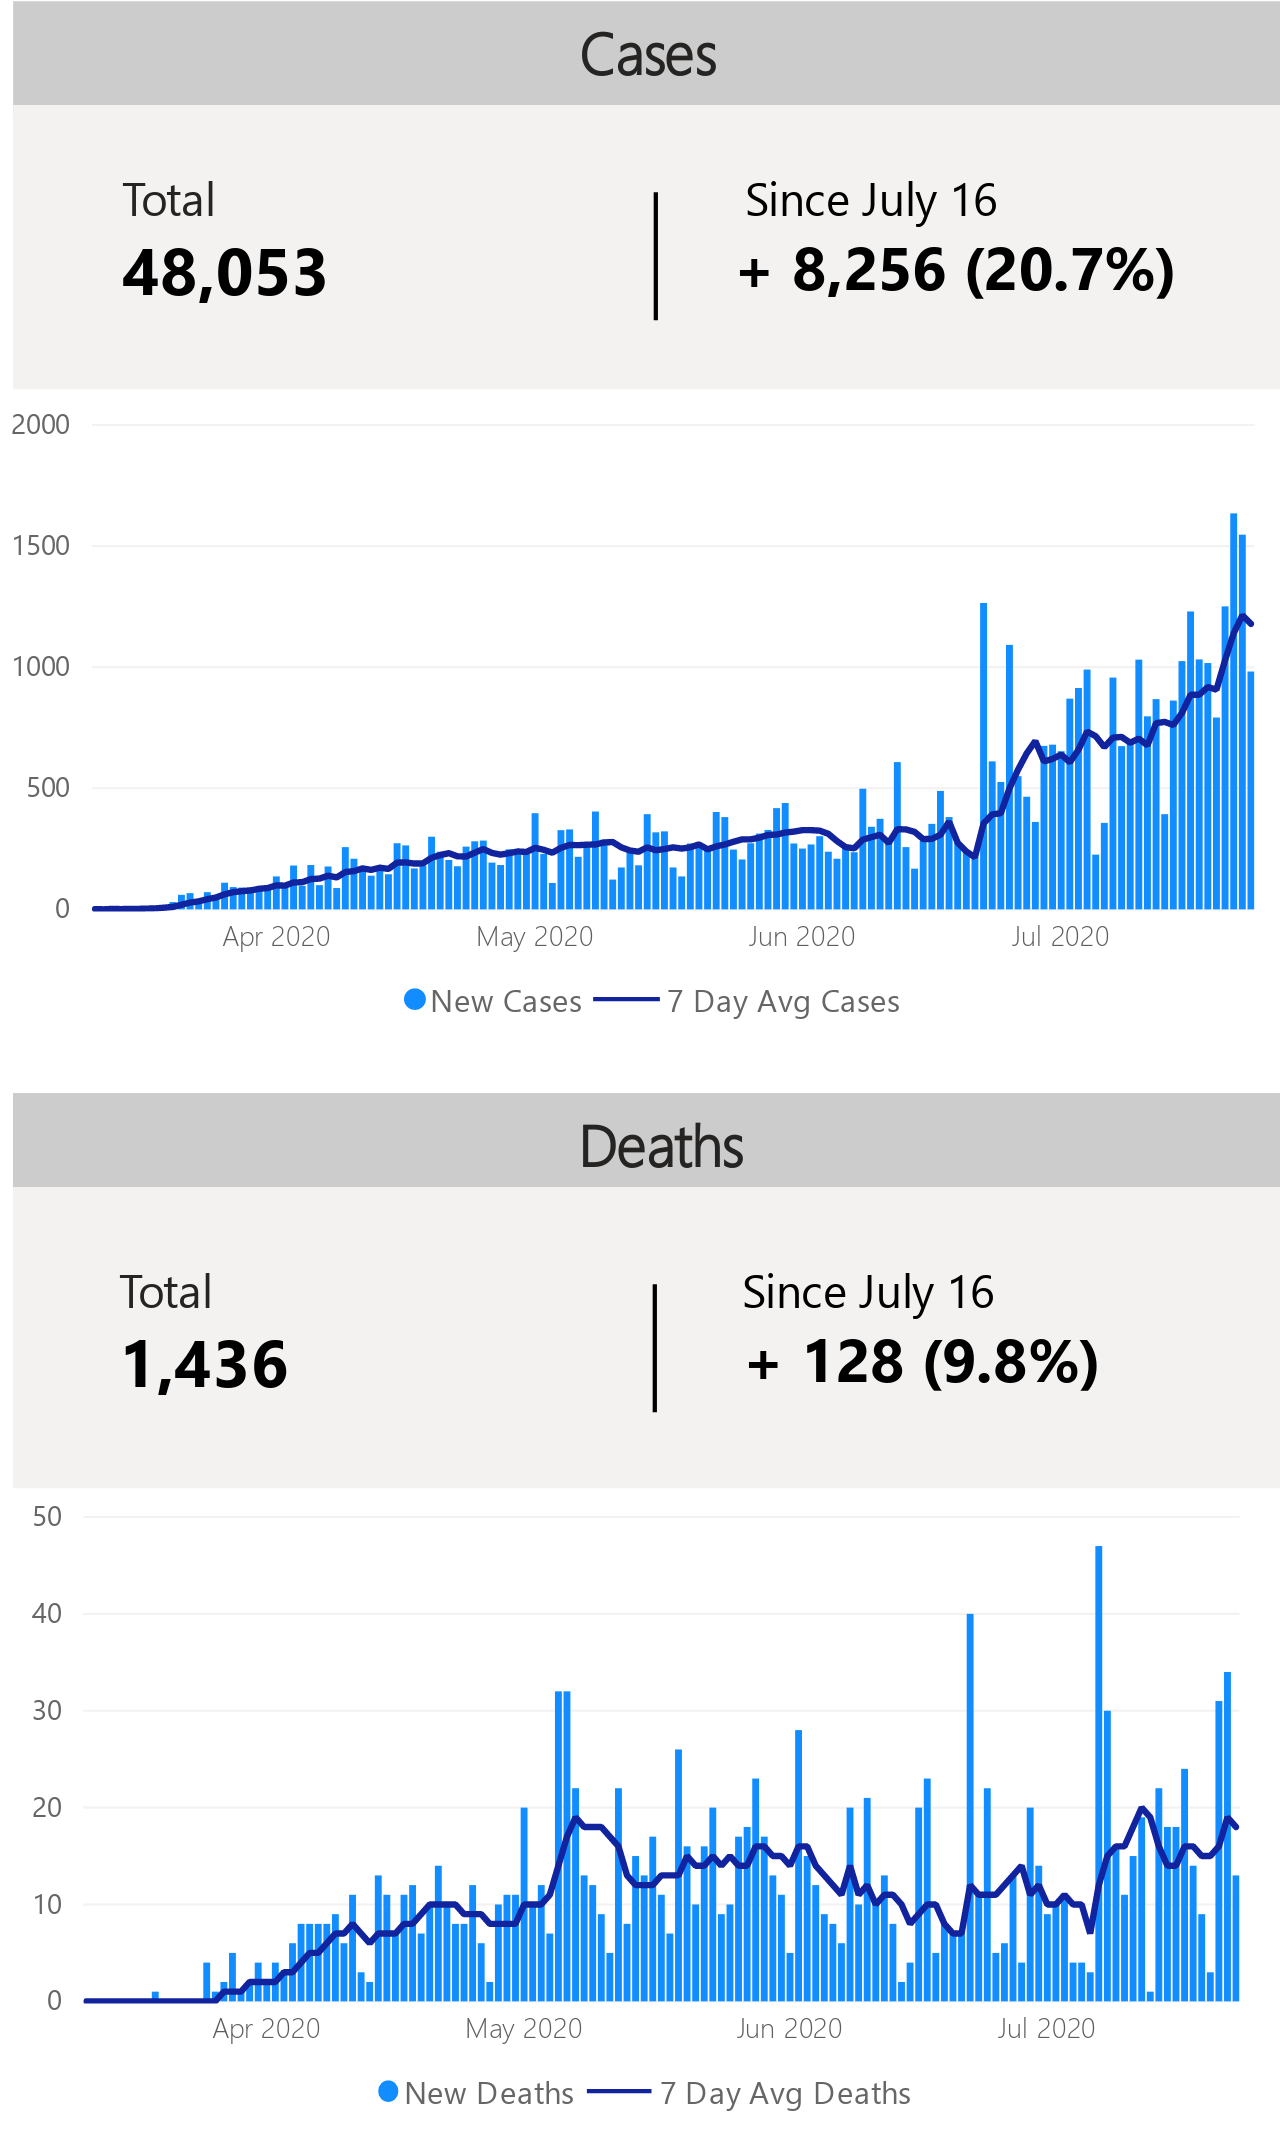 Cases
Total
Since July 16
48,053
+ 8,256 (20.7%)
2000
1500
1000
500
0
Apr 2020
May 2020
Jun 2020
Jul 2020
New Cases
7 Day Avg Cases
Deaths
Total
Since July 16
1,436
+ 128 (9.8%)
50
40
30
20
10
0
Apr 2020
May 2020
Jun 2020
Jul 2020
New Deaths
7 Day Avg Deaths